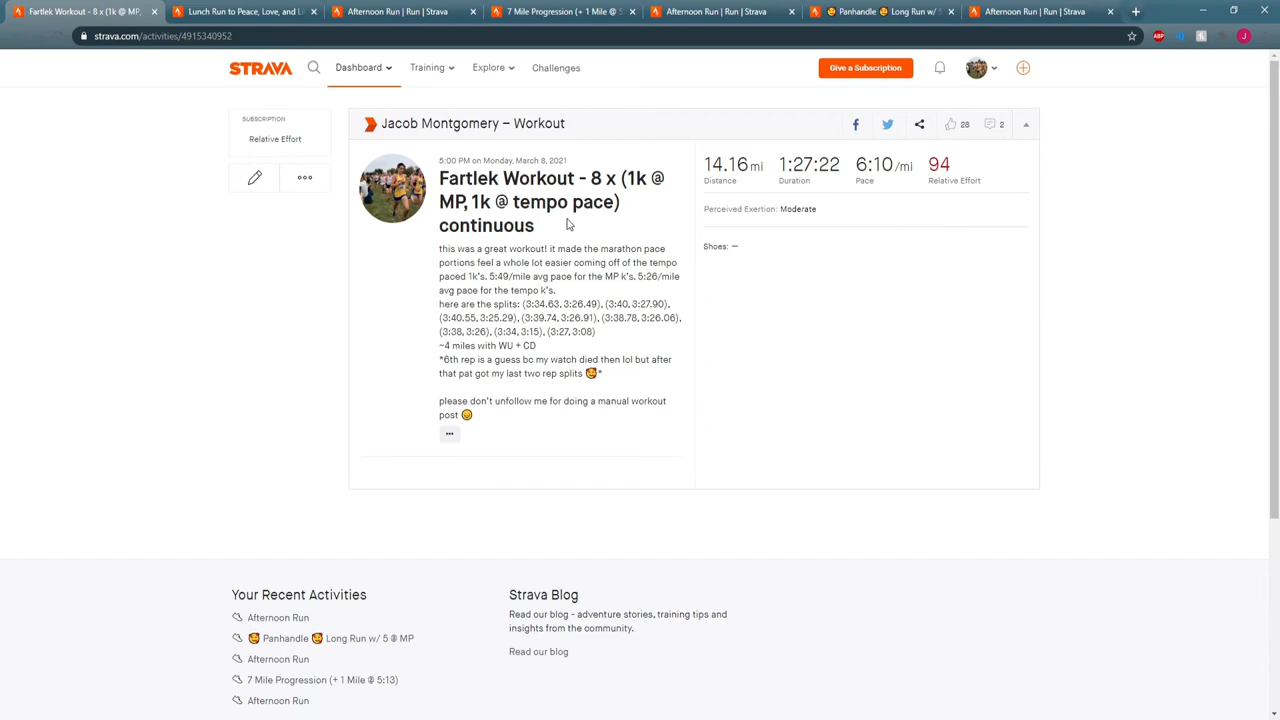 Fartlek Workout - 8 x (1k @ MP,
Lunch Run to Peace, Love, and Li
Afternoon Run | Run | Strava
7 Mile Progression (+ 1 Mile @ 5
Afternoon Run | Run | Strava
🥰 Panhandle 🥰 Long Run w/ 5
Afternoon Run | Run | Strava
strava.com/activities/4915340952
ABP
J
STRAVA
Dashboard
Training
Explore
Challenges
Give a Subscription
SUBSCRIPTION
Relative Effort
Jacob Montgomery – Workout
28
2
5:00 PM on Monday, March 8, 2021
Fartlek Workout - 8 x (1k @
MP, 1k @ tempo pace)
continuous
this was a great workout! it made the marathon pace
portions feel a whole lot easier coming off of the tempo
paced 1k's. 5:49/mile avg pace for the MP k's. 5:26/mile
avg pace for the tempo k's.
here are the splits: (3:34.63, 3:26.49), (3:40, 3:27.90),
(3:40.55, 3:25.29), (3:39.74, 3:26.91), (3:38.78, 3:26.06),
(3:38, 3:26), (3:34, 3:15), (3:27, 3:08)
~4 miles with WU + CD
*6th rep is a guess bc my watch died then lol but after
that pat got my last two rep splits 🥰*
please don't unfollow me for doing a manual workout
post
14.16 mi
Distance
1:27:22
Duration
6:10/mi
Pace
94
Relative Effort
Perceived Exertion: Moderate
Shoes: —
Your Recent Activities
Afternoon Run
🥰 Panhandle 🥰 Long Run w/ 5 @ MP
Afternoon Run
7 Mile Progression (+ 1 Mile @ 5:13)
Afternoon Run
Strava Blog
Read our blog - adventure stories, training tips and
insights from the community.
Read our blog